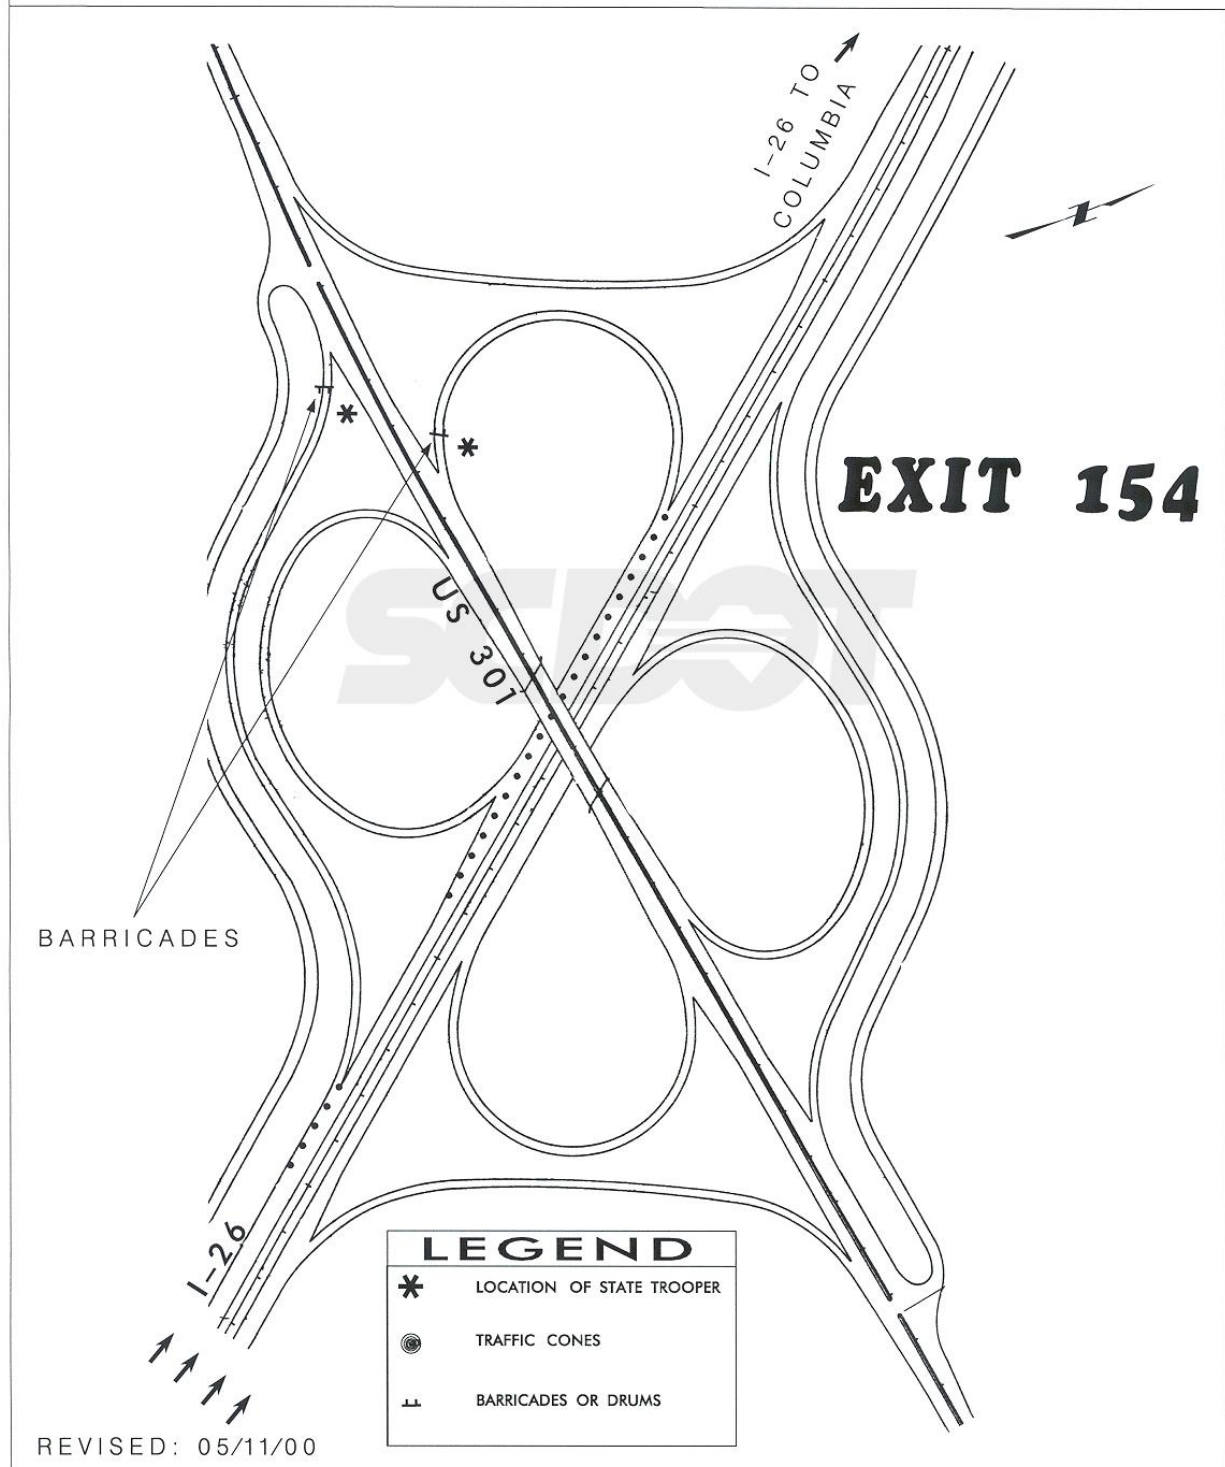 I-26 TO
COLUMBIA
EXIT 154
SCDOT
US 301
BARRICADES
I-26
LEGEND
LOCATION OF STATE TROOPER
TRAFFIC CONES
BARRICADES OR DRUMS
REVISED: 05/11/00